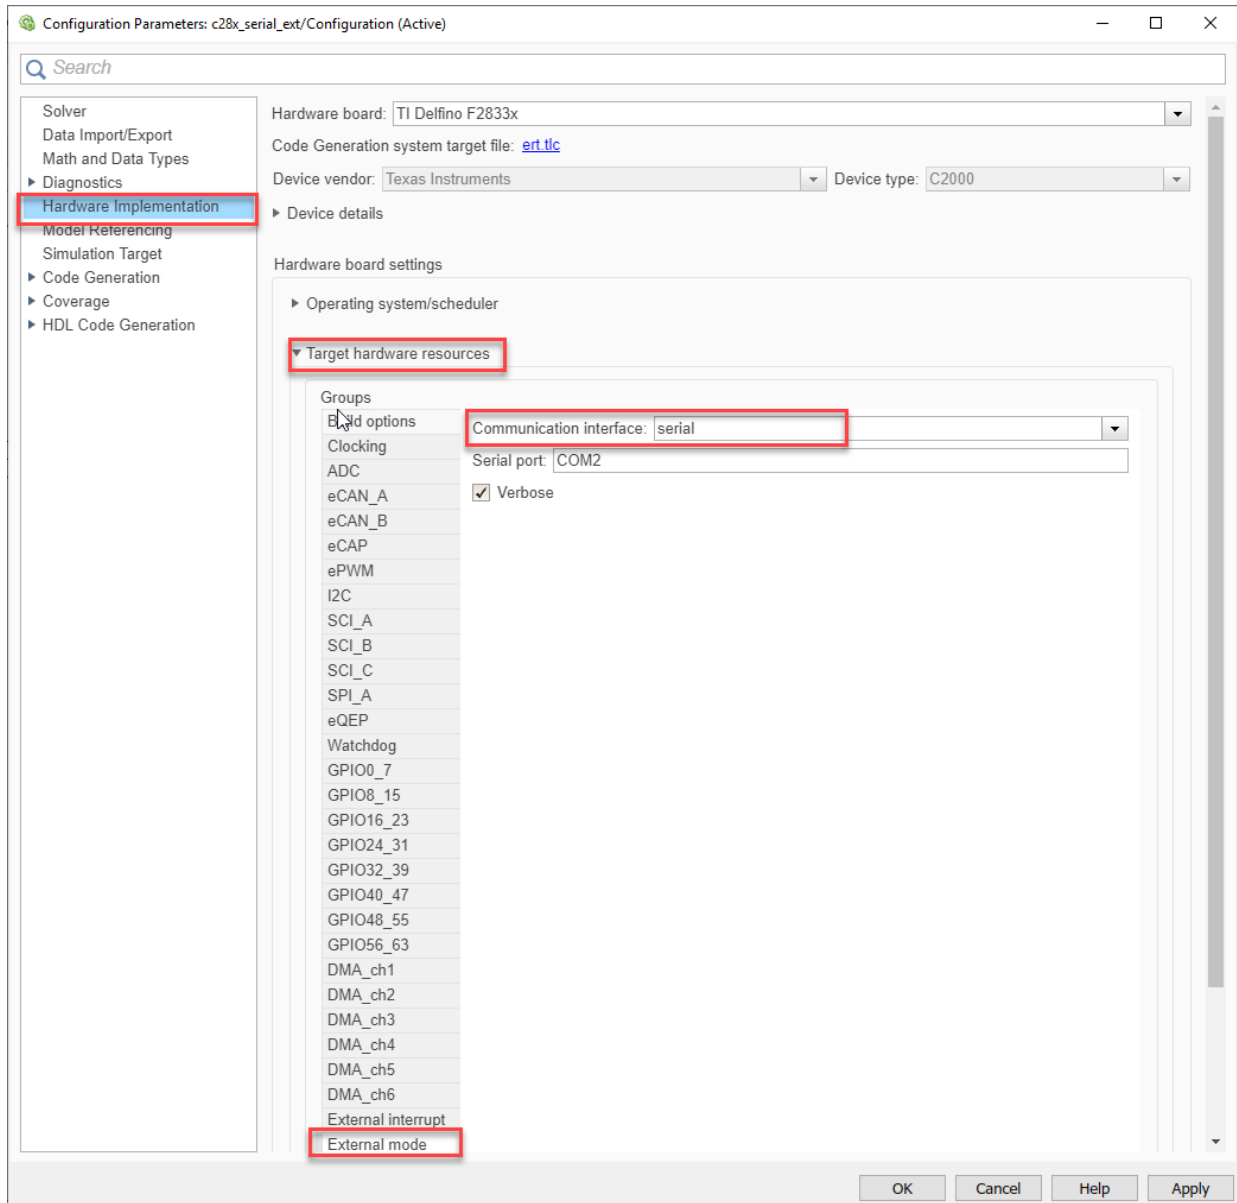 Configuration Parameters: c28x_serial_ext/Configuration (Active)
Search
Solver
Data Import/Export
Math and Data Types
Diagnostics
Hardware Implementation
Model Referencing
Simulation Target
Code Generation
Coverage
HDL Code Generation
Hardware board: TI Delfino F2833x
Code Generation system target file: ert.tlc
Device vendor: Texas Instruments Device type: C2000
Device details
Hardware board settings
Operating system/scheduler
Target hardware resources
Groups
Build options
Clocking
ADC
eCAN_A
eCAN_B
eCAP
ePWM
I2C
SCI_A
SCI_B
SCI_C
SPI_A
eQEP
Watchdog
GPIO0_7
GPIO8_15
GPIO16_23
GPIO24_31
GPIO32_39
GPIO40_47
GPIO48_55
GPIO56_63
DMA_ch1
DMA_ch2
DMA_ch3
DMA_ch4
DMA_ch5
DMA_ch6
External interrupt
External mode
Communication interface: serial
Serial port: COM2
Verbose
OK Cancel Help Apply